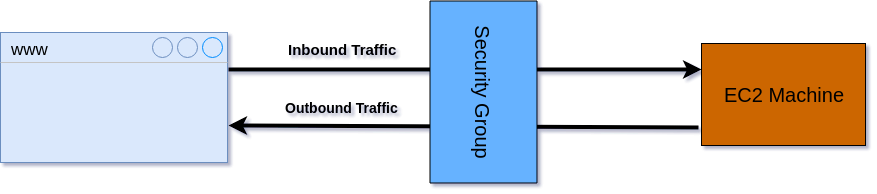 www
Inbound Traffic
Outbound Traffic
Security Group
EC2 Machine